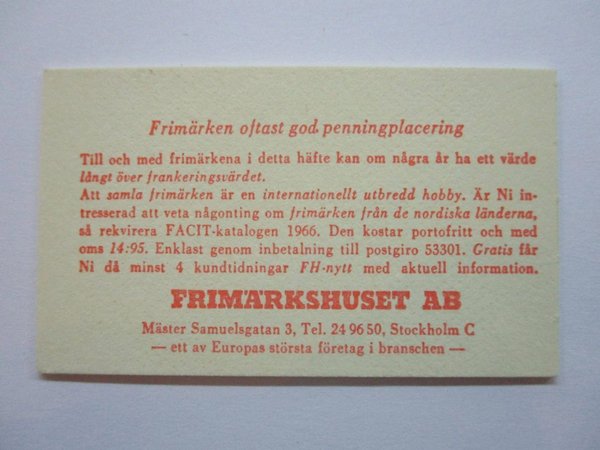 Frimärken oftast god penningplacering
Till och med frimärkena i detta häfte kan om några år ha ett värde
långt över frankeringsvärdet.
Att samla frimärken är en internationellt utbredd hobby. Är Ni in-
tresserad att veta någonting om frimärken från de nordiska länderna,
så rekvirera FACIT-katalogen 1966. Den kostar portofritt och med
oms 14:95. Enklast genom inbetalning till postgiro 53301. Gratis får
Ni då minst 4 kundtidningar FH-nytt med aktuell information.
FRIMÄRKSHUSET AB
Mäster Samuelsgatan 3, Tel. 24 96 50, Stockholm C
— ett av Europas största företag i branschen —